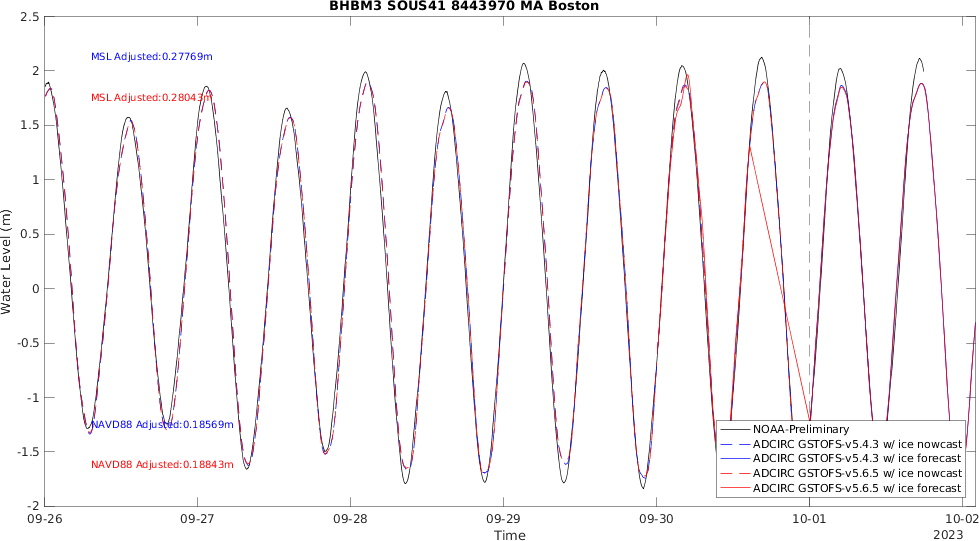 BHBM3 SOUS41 8443970 MA Boston
2.5
2
1.5
1
0.5
0
-0.5
-1
-1.5
-2
Water Level (m)
MSL Adjusted:0.27769m
MSL Adjusted:0.28043m
NAVD88 Adjusted:0.18569m
NAVD88 Adjusted:0.18843m
NOAA-Preliminary
ADCIRC GSTOFS-v5.4.3 w/ ice nowcast
ADCIRC GSTOFS-v5.4.3 w/ ice forecast
ADCIRC GSTOFS-v5.6.5 w/ ice nowcast
ADCIRC GSTOFS-v5.6.5 w/ ice forecast
09-26 09-27 09-28 09-29 09-30 10-01 10-02
Time
2023